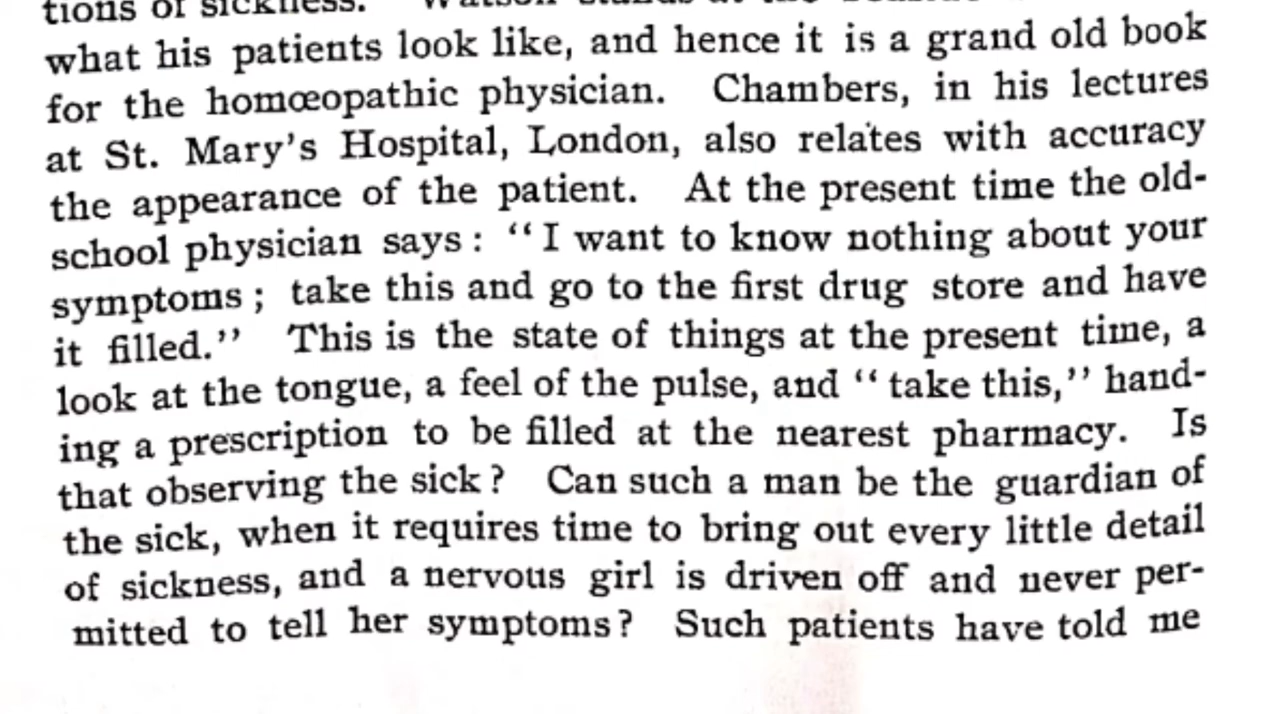 tions of sickness. Watson stands at the
what his patients look like, and hence it is a grand old book
for the homœopathic physician. Chambers, in his lectures
at St. Mary's Hospital, London, also relates with accuracy
the appearance of the patient. At the present time the old-
school physician says: “I want to know nothing about your
symptoms; take this and go to the first drug store and have
it filled.” This is the state of things at the present time, a
look at the tongue, a feel of the pulse, and “take this,” hand-
ing a prescription to be filled at the nearest pharmacy. Is
that observing the sick? Can such a man be the guardian of
the sick, when it requires time to bring out every little detail
of sickness, and a nervous girl is driven off and never per-
mitted to tell her symptoms? Such patients have told me